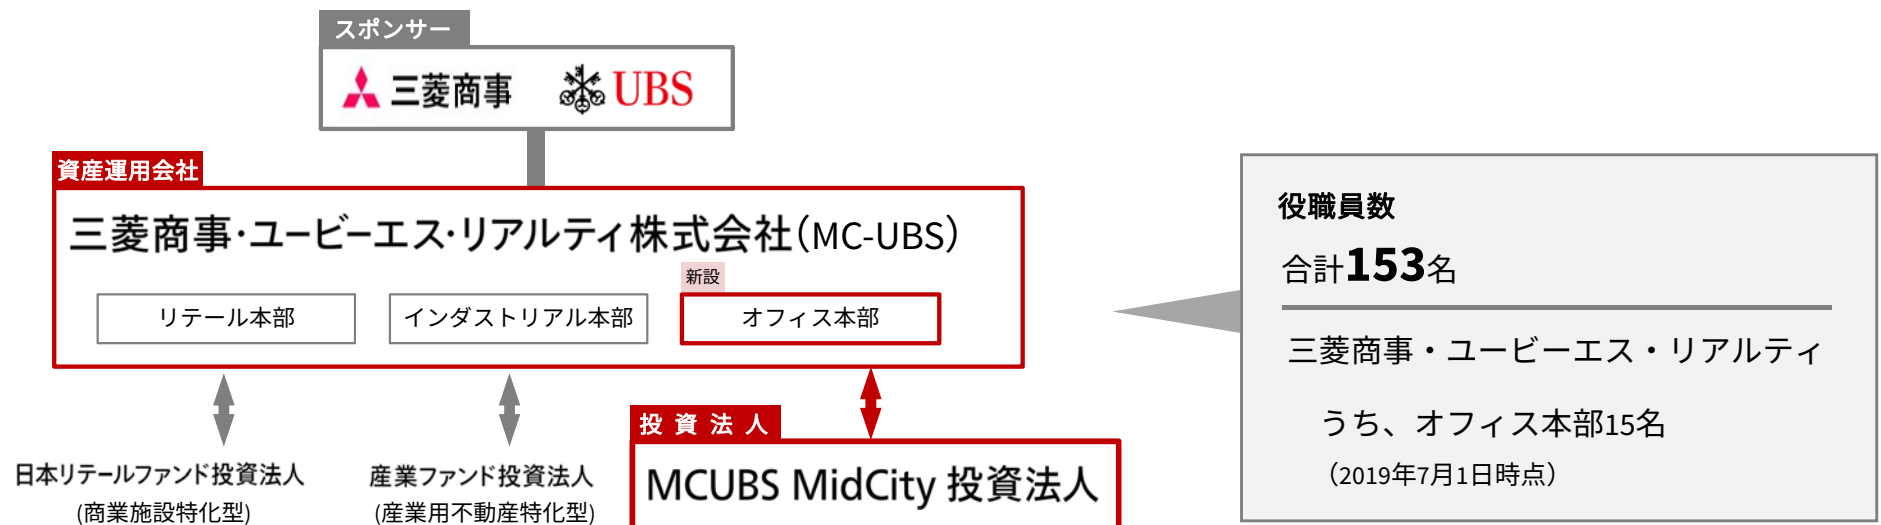 スポンサー
三菱商事 UBS
資産運用会社
三菱商事・ユービーエス・リアルティ株式会社(MC-UBS)
新設
リテール本部 インダストリアル本部 オフィス本部
日本リテールファンド投資法人
(商業施設特化型)
産業ファンド投資法人
(産業用不動産特化型)
投資法人
MCUBS MidCity 投資法人
役職員数
合計153名
三菱商事・ユービーエス・リアルティ
うち、オフィス本部15名
（2019年7月1日時点）